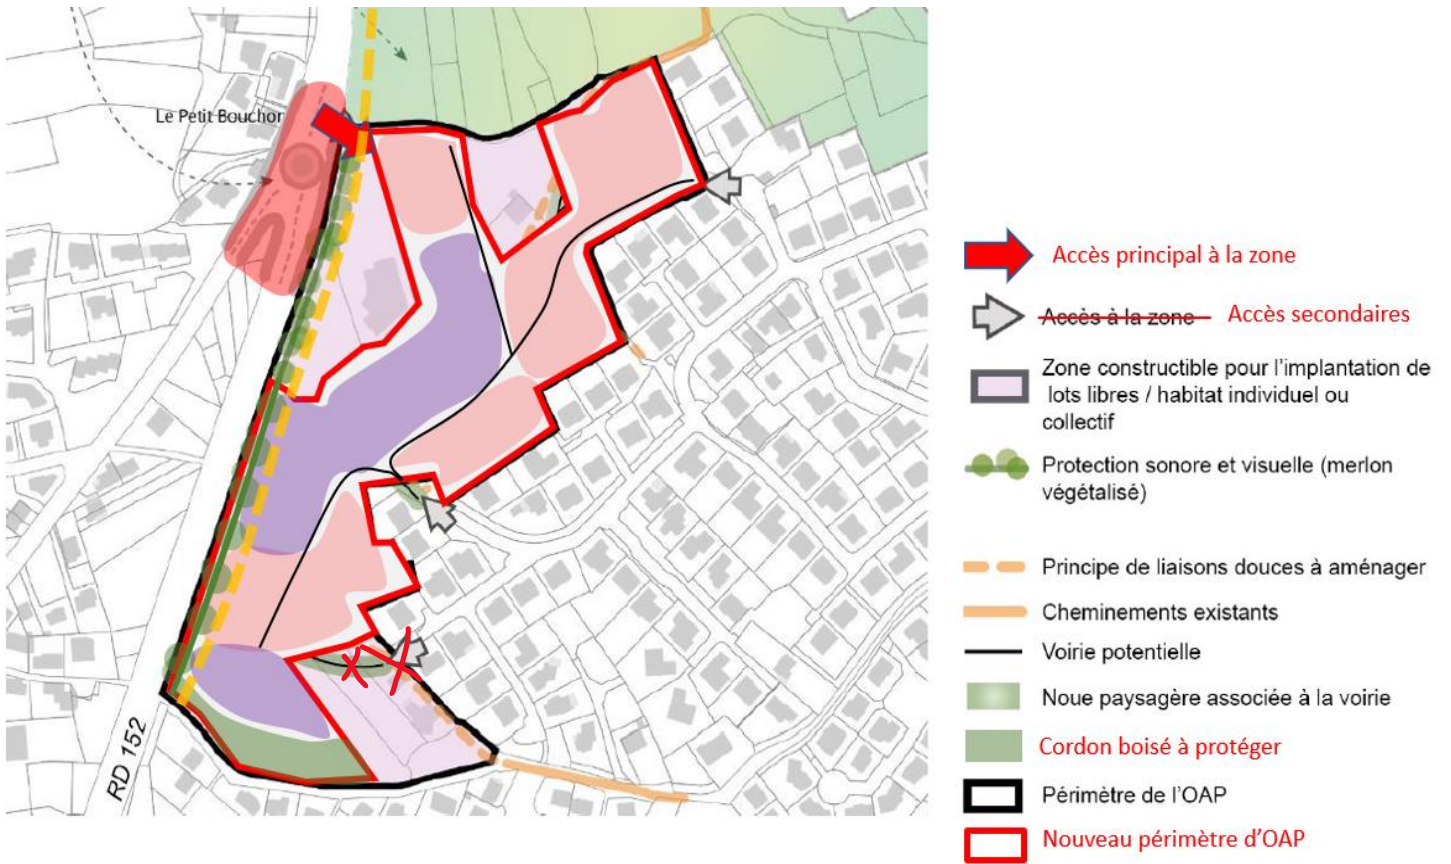 Le Petit Bouchor
RD 152
Accès principal à la zone
Accès à la zone Accès secondaires
Zone constructible pour l'implantation de
lots libres / habitat individuel ou
collectif
Protection sonore et visuelle (merlon
végétalisé)
Principe de liaisons douces à aménager
Cheminements existants
Voirie potentielle
Noue paysagère associée à la voirie
Cordon boisé à protéger
Périmètre de l'OAP
Nouveau périmètre d'OAP